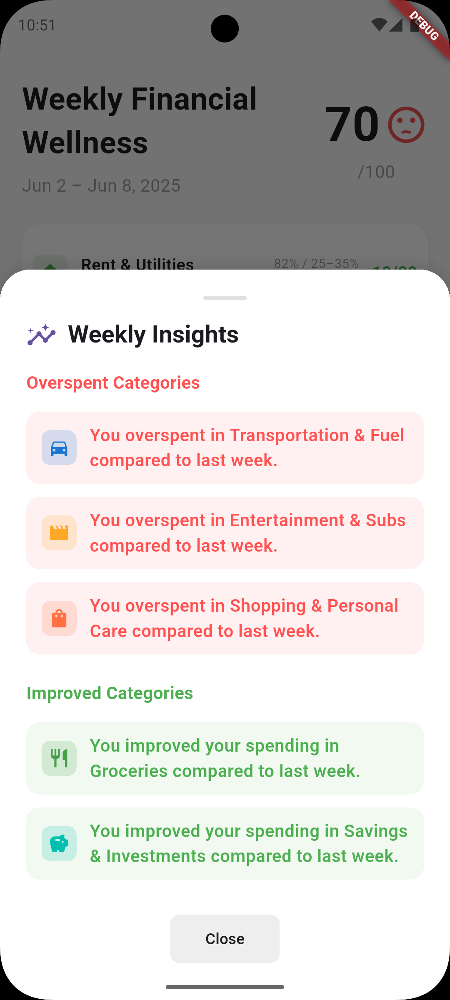 10:51
DEBUG
Weekly Financial
Wellness
70
/100
Jun 2 – Jun 8, 2025
Rent & Utilities
82% / 25–35%
Weekly Insights
Overspent Categories
You overspent in Transportation & Fuel
compared to last week.
You overspent in Entertainment & Subs
compared to last week.
You overspent in Shopping & Personal
Care compared to last week.
Improved Categories
You improved your spending in
Groceries compared to last week.
You improved your spending in Savings
& Investments compared to last week.
Close